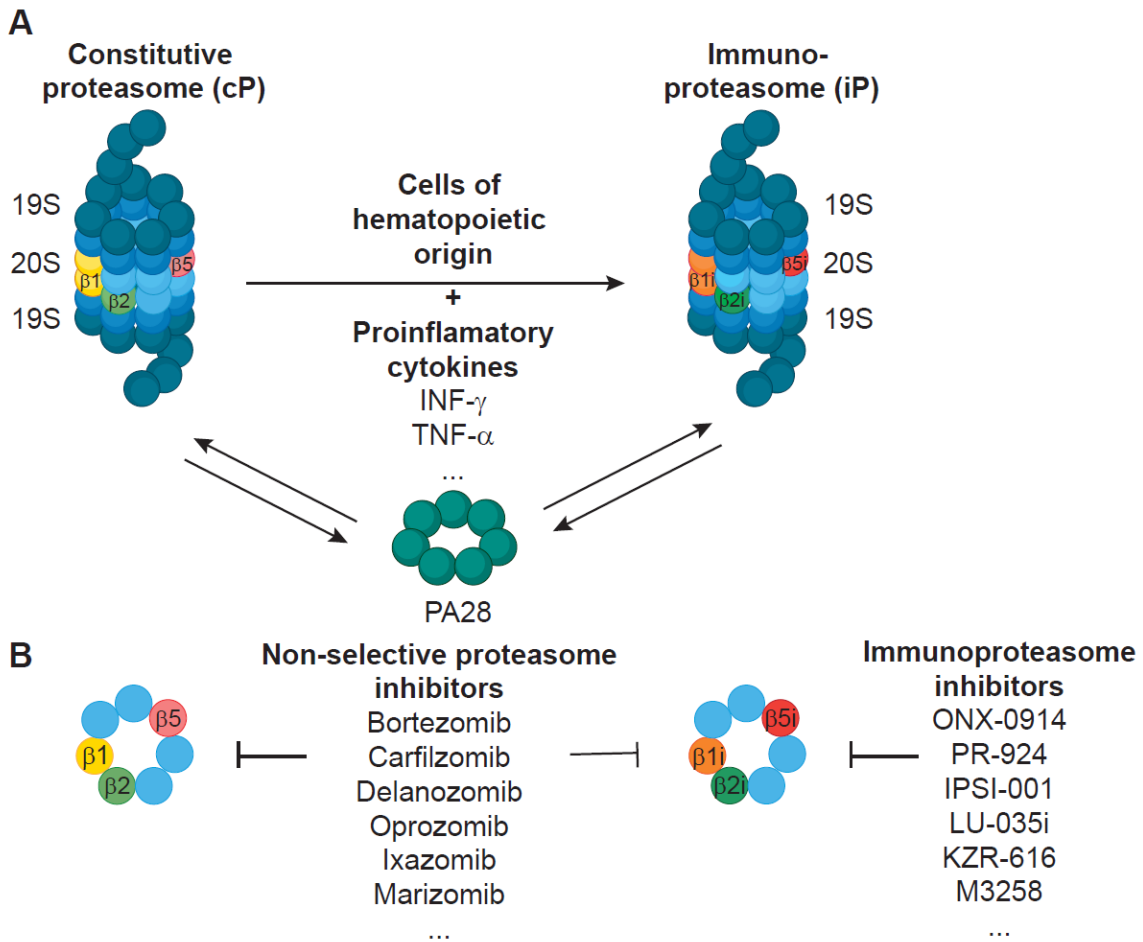 A
Constitutive
proteasome (cP)
Immuno-
proteasome (iP)
19S
20S
19S
β1
β2
β5
Cells of
hematopoietic
origin
+
Proinflamatory
cytokines
INF-γ
TNF-α
...
β1i
β2i
β5i
19S
20S
19S
PA28
B
β5
β1
β2
Non-selective proteasome
inhibitors
Bortezomib
Carfilzomib
Delanozomib
Oprozomib
Ixazomib
Marizomib
...
β5i
β1i
β2i
Immunoproteasome
inhibitors
ONX-0914
PR-924
IPSI-001
LU-035i
KZR-616
M3258
...